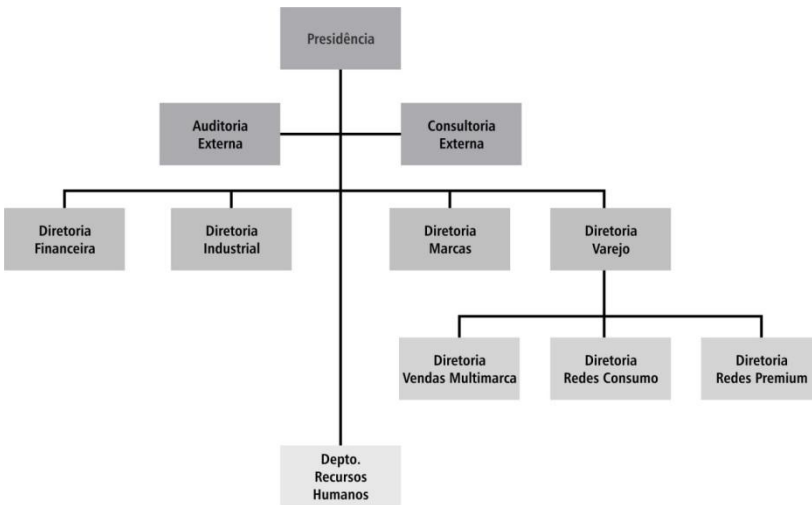 Presidência
Auditoria
Externa
Consultoria
Externa
Diretoria
Financeira
Diretoria
Industrial
Diretoria
Marcas
Diretoria
Varejo
Diretoria
Vendas Multimarca
Diretoria
Redes Consumo
Diretoria
Redes Premium
Depto.
Recursos
Humanos